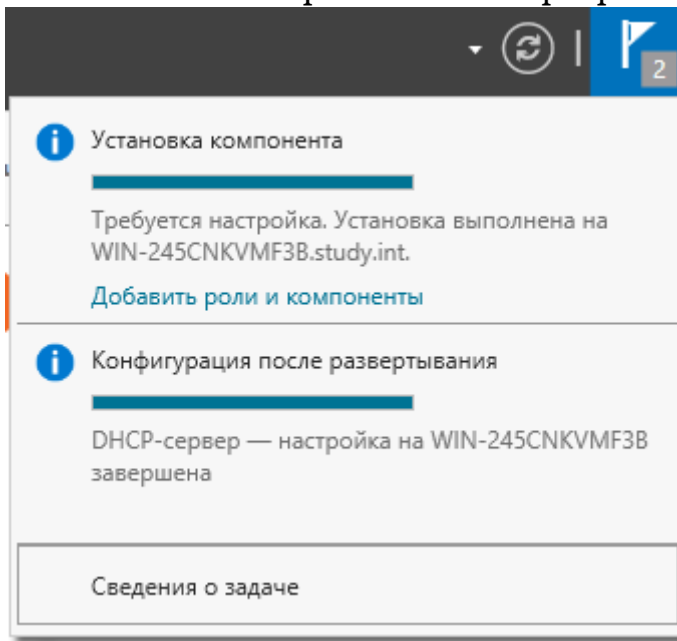 2
Установка компонента
Требуется настройка. Установка выполнена на
WIN-245CNKVMF3B.study.int.
Добавить роли и компоненты
Конфигурация после развертывания
DHCP-сервер — настройка на WIN-245CNKVMF3B
завершена
Сведения о задаче